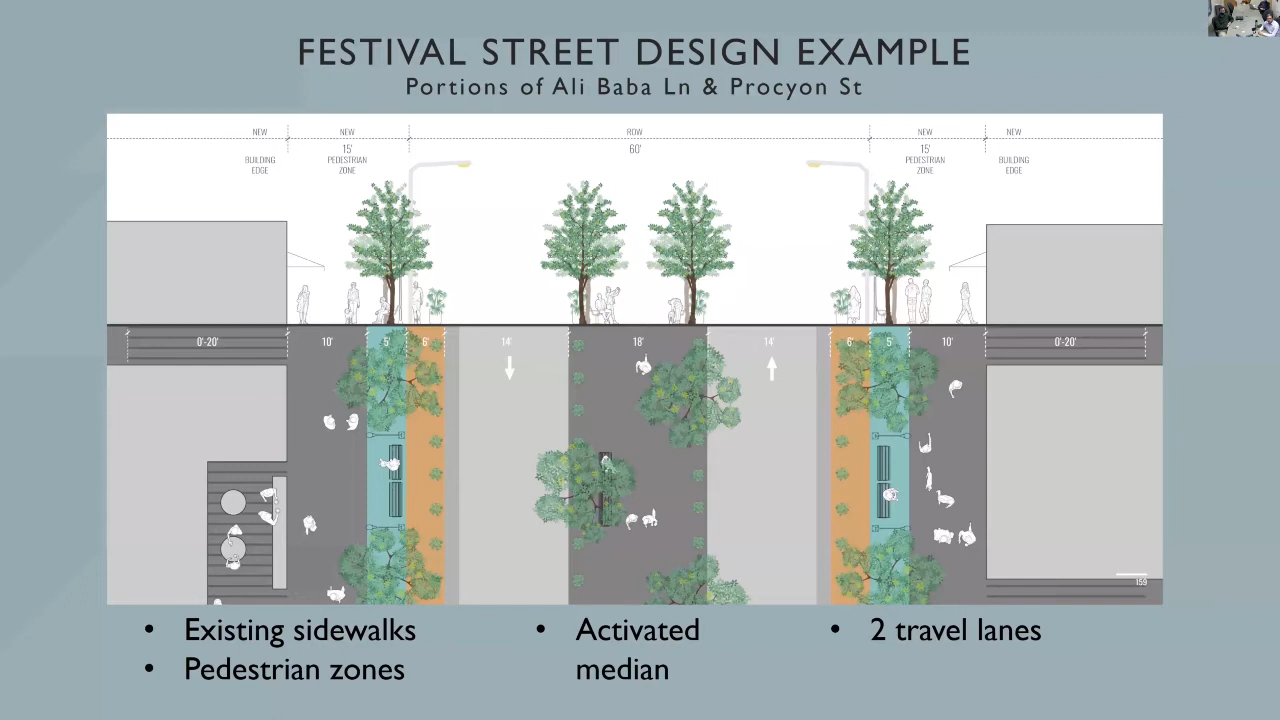 FESTIVAL STREET DESIGN EXAMPLE
Portions of Ali Baba Ln & Procyon St
NEW NEW ROW NEW NEW
15' 60' 15'
BUILDING PEDESTRIAN PEDESTRIAN BUILDING
EDGE ZONE ZONE EDGE
0'-20' 10' 5' 6' 14' 18' 14' 6' 5' 10' 0'-20'
159
• Existing sidewalks
• Pedestrian zones
• Activated
median
• 2 travel lanes